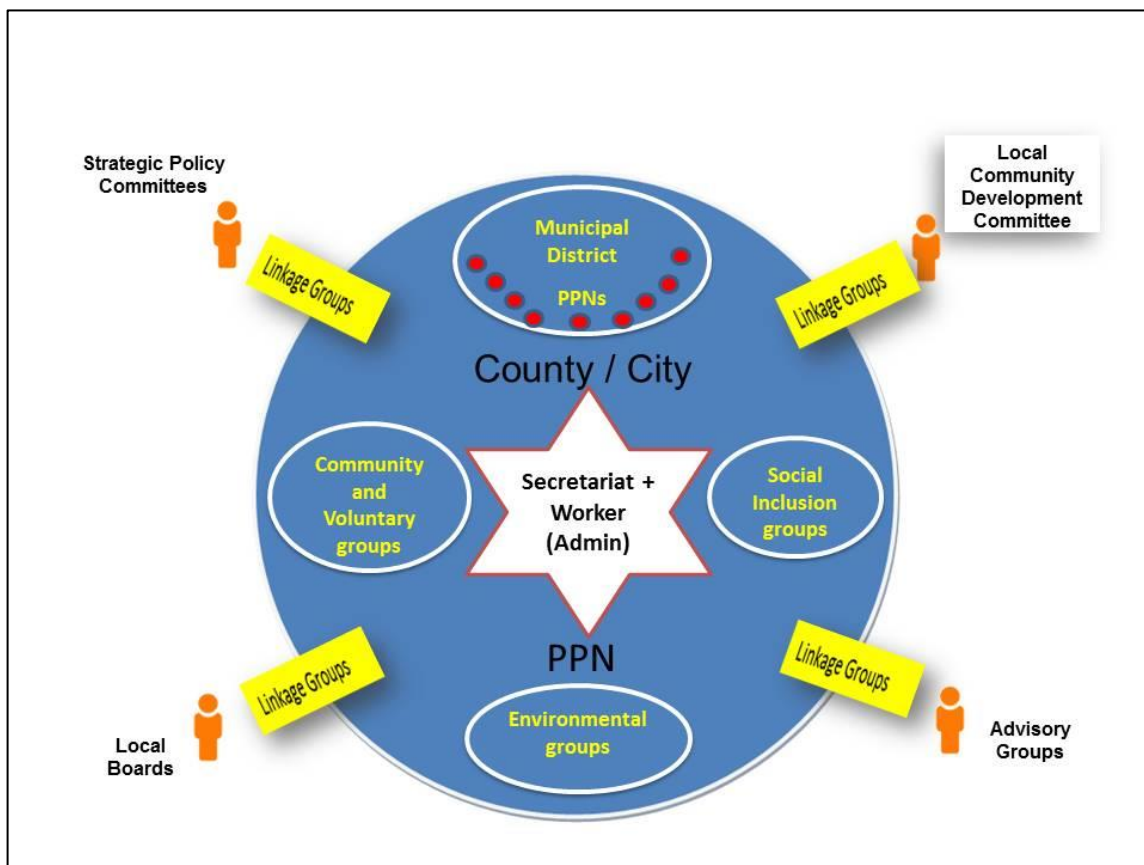 Strategic Policy
Committees
Local
Community
Development
Committee
Linkage Groups
Linkage Groups
Municipal
District
PPNs
County / City
Community
and
Voluntary
groups
Secretariat +
Worker
(Admin)
Social
Inclusion
groups
PPN
Linkage Groups
Linkage Groups
Environmental
groups
Local
Boards
Advisory
Groups